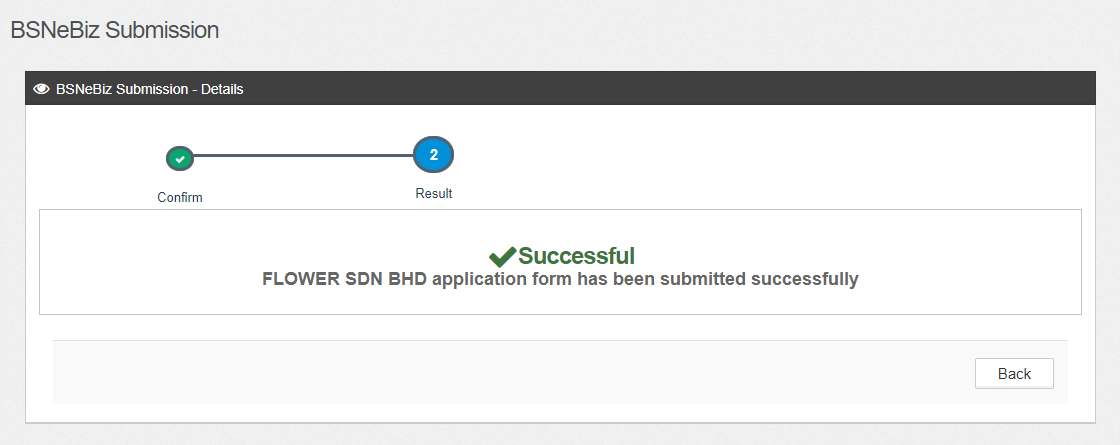 BSNeBiz Submission
BSNeBiz Submission - Details
2
Confirm
Result
Successful
FLOWER SDN BHD application form has been submitted successfully
Back